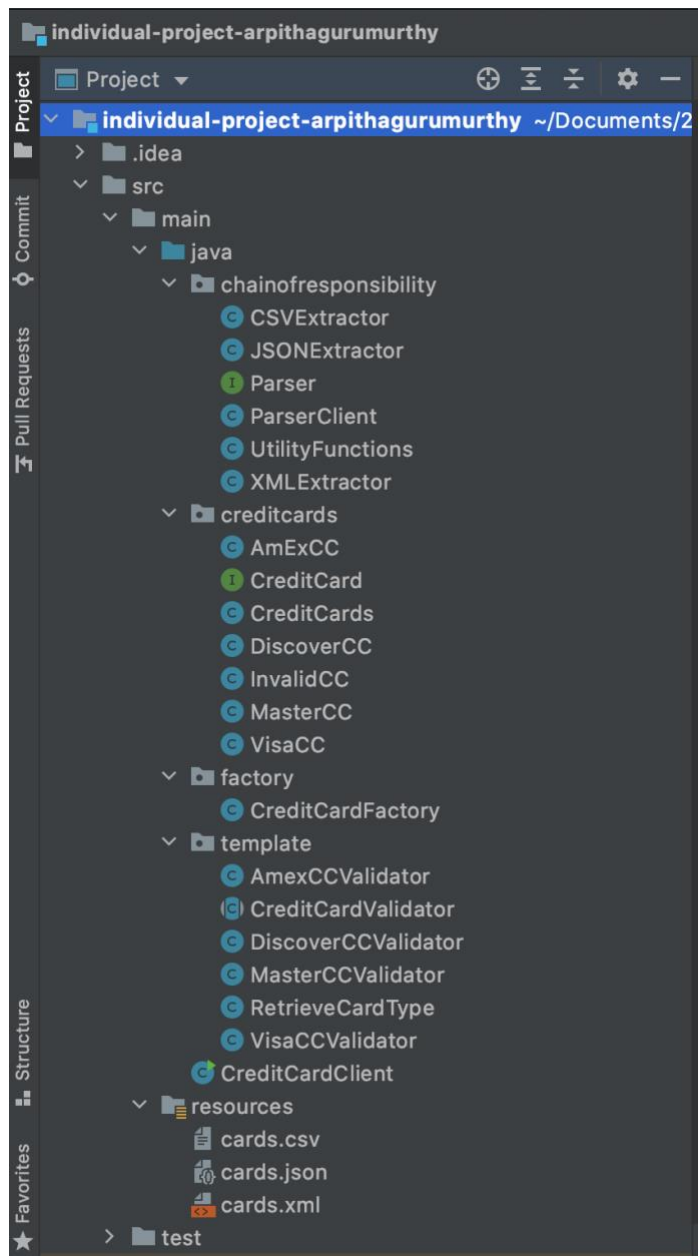 individual-project-arpithagurumurthy
Project
Project
individual-project-arpithagurumurthy ~/Documents/2
.idea
src
Commit
main
java
chainofresponsibility
CSVExtractor
JSONExtractor
Pull Requests
Parser
ParserClient
UtilityFunctions
XMLExtractor
creditcards
AmExCC
CreditCard
CreditCards
DiscoverCC
InvalidCC
MasterCC
VisaCC
factory
CreditCardFactory
template
AmexCCValidator
CreditCardValidator
DiscoverCCValidator
MasterCCValidator
RetrieveCardType
Structure
VisaCCValidator
CreditCardClient
resources
cards.csv
Favorites
cards.json
cards.xml
test